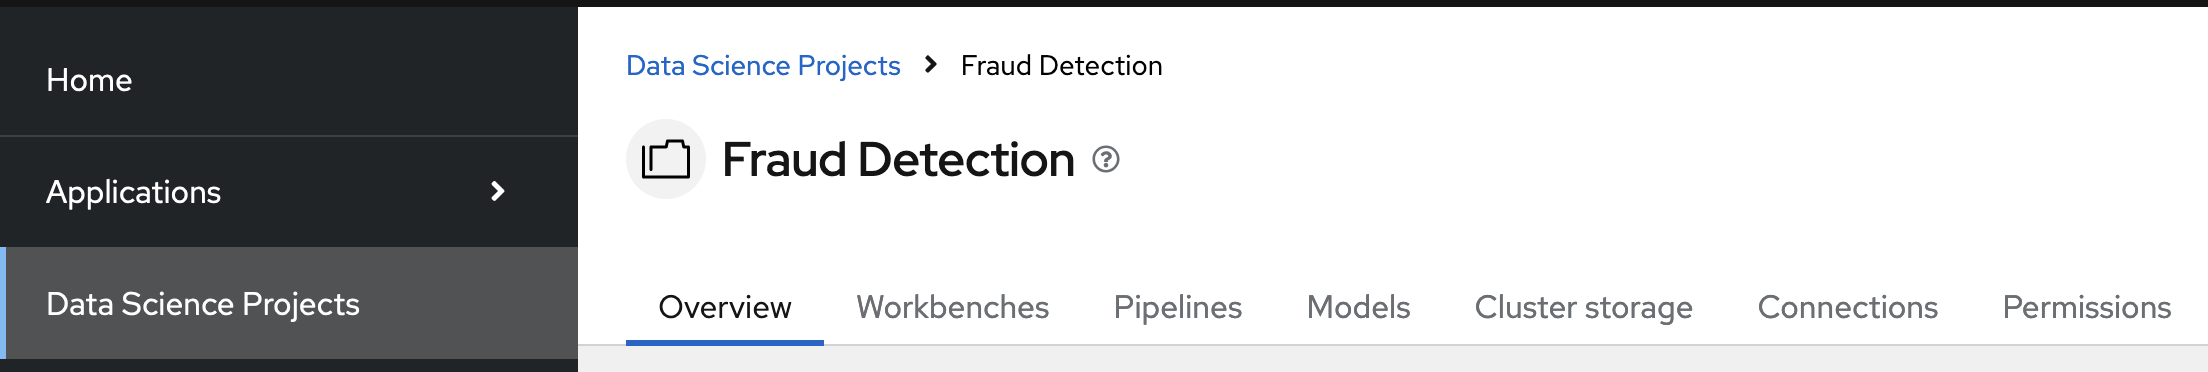 Home
Applications
Data Science Projects
Data Science Projects > Fraud Detection
Fraud Detection
Overview Workbenches Pipelines Models Cluster storage Connections Permissions